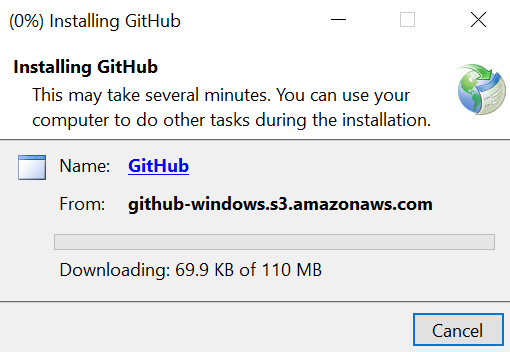 (0%) Installing GitHub
Installing GitHub
This may take several minutes. You can use your
computer to do other tasks during the installation.
Name: GitHub
From: github-windows.s3.amazonaws.com
Downloading: 69.9 KB of 110 MB
Cancel